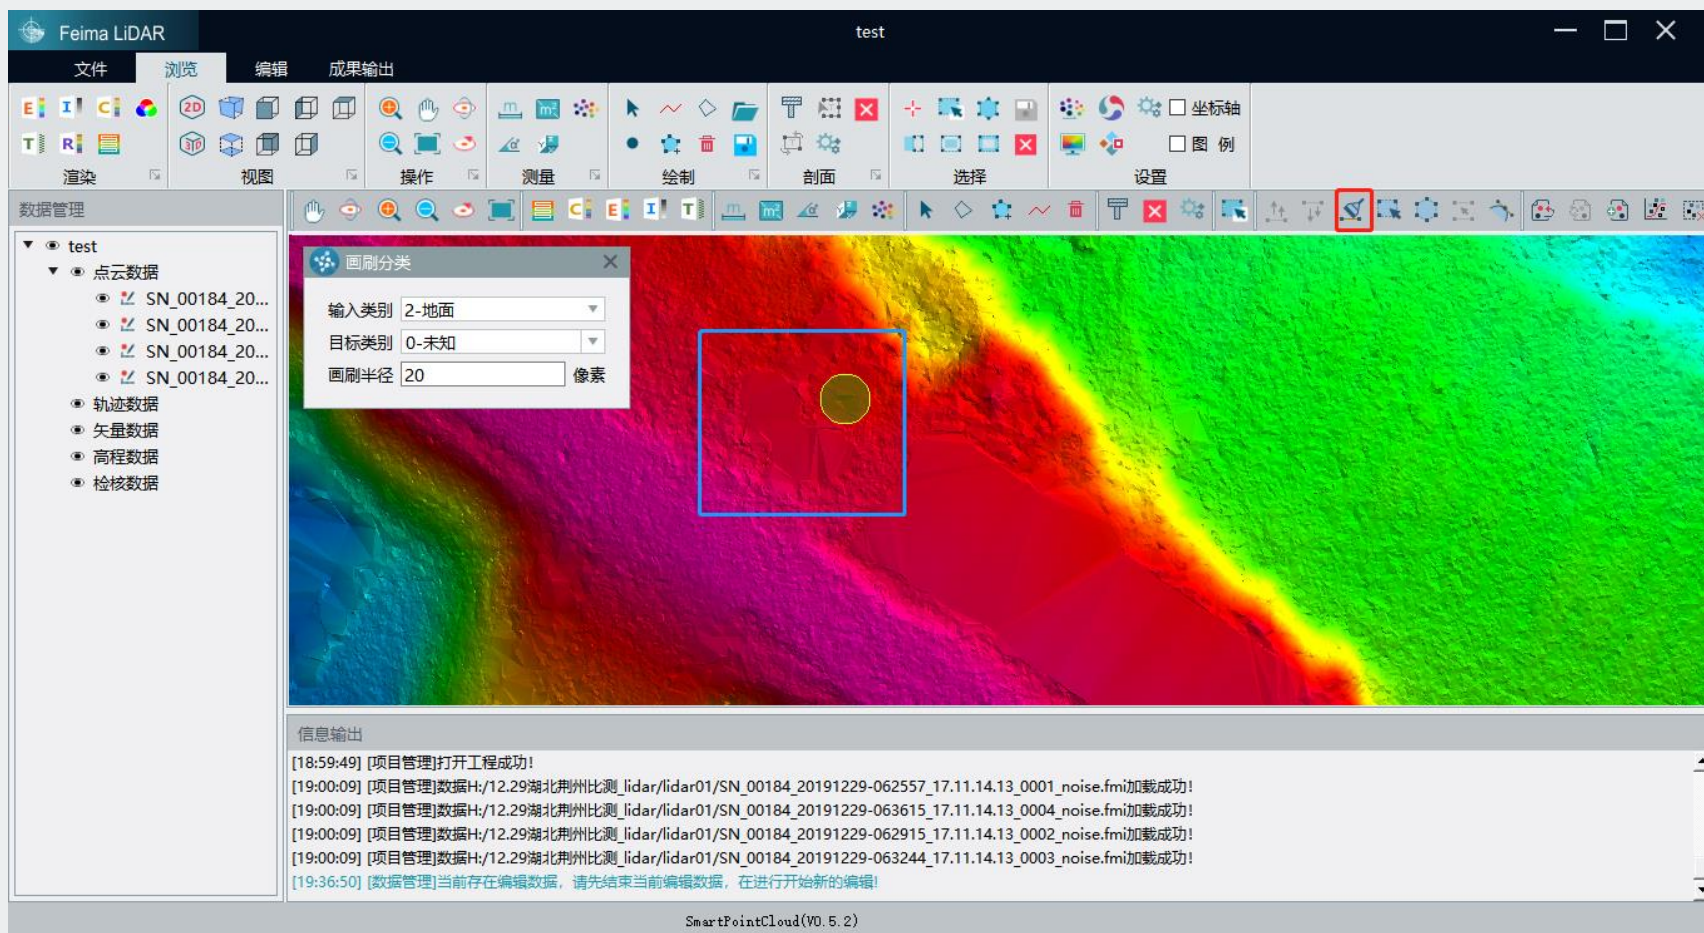 Feima LiDAR
test
文件 浏览 编辑 成果输出
E I C 2D m m²
坐标轴
T R 3D
图 例
渲染 视图 操作 测量 绘制 剖面 选择 设置
数据管理
C E I T m m²
test
点云数据
SN_00184_20...
SN_00184_20...
SN_00184_20...
SN_00184_20...
轨迹数据
矢量数据
高程数据
检核数据
画刷分类
输入类别 2-地面
目标类别 0-未知
画刷半径 20 像素
信息输出
[18:59:49] [项目管理]打开工程成功!
[19:00:09] [项目管理]数据H:/12.29湖北荆州比测_lidar/lidar01/SN_00184_20191229-062557_17.11.14.13_0001_noise.fmi加载成功!
[19:00:09] [项目管理]数据H:/12.29湖北荆州比测_lidar/lidar01/SN_00184_20191229-063615_17.11.14.13_0004_noise.fmi加载成功!
[19:00:09] [项目管理]数据H:/12.29湖北荆州比测_lidar/lidar01/SN_00184_20191229-062915_17.11.14.13_0002_noise.fmi加载成功!
[19:00:09] [项目管理]数据H:/12.29湖北荆州比测_lidar/lidar01/SN_00184_20191229-063244_17.11.14.13_0003_noise.fmi加载成功!
[19:36:50] [数据管理]当前存在编辑数据，请先结束当前编辑数据，在进行开始新的编辑!
SmartPointCloud(V0.5.2)